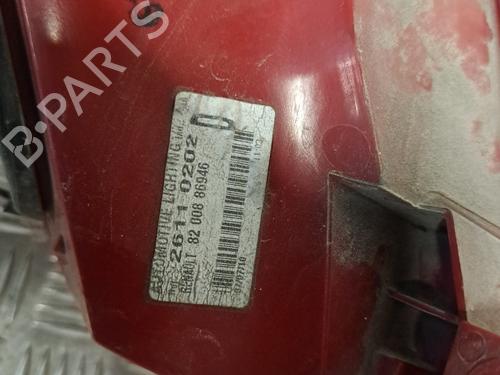 B-PARTS
AUTOMOTIVE LIGHTING
2611 0202
RENAULT 82 008 86946
D